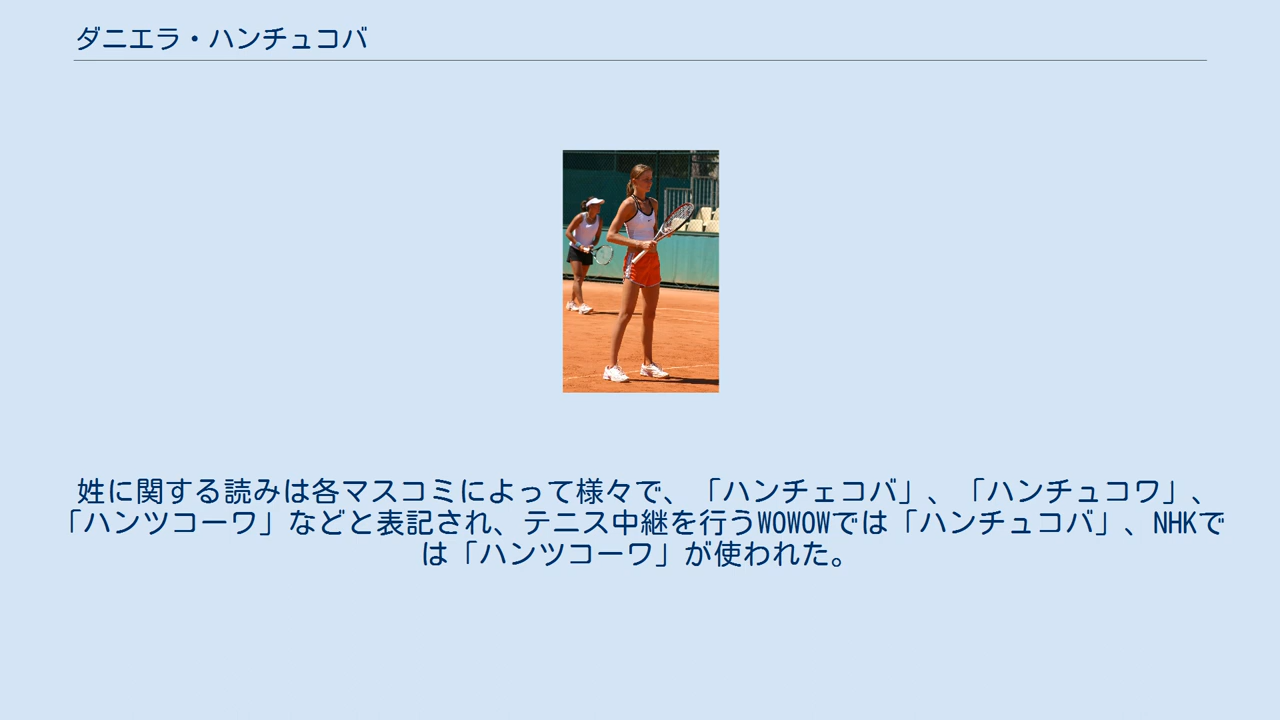 ダニエラ・ハンチュコバ
姓に関する読みは各マスコミによって様々で、「ハンチェコバ」、「ハンチュコワ」、
「ハンツコーワ」などと表記され、テニス中継を行うWOWOWでは「ハンチュコバ」、NHKで
は「ハンツコーワ」が使われた。